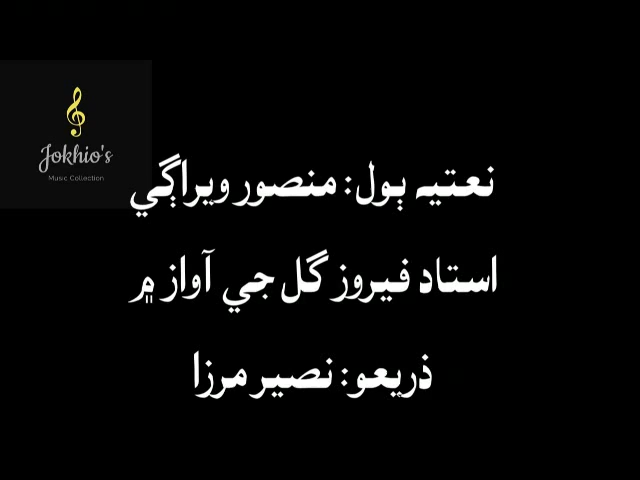 Jokhio's
Music Collection
نعتيه ٻول: منصور ويراڳي
استاد فيروز گل جي آواز ۾
ذريعو: نصير مرزا